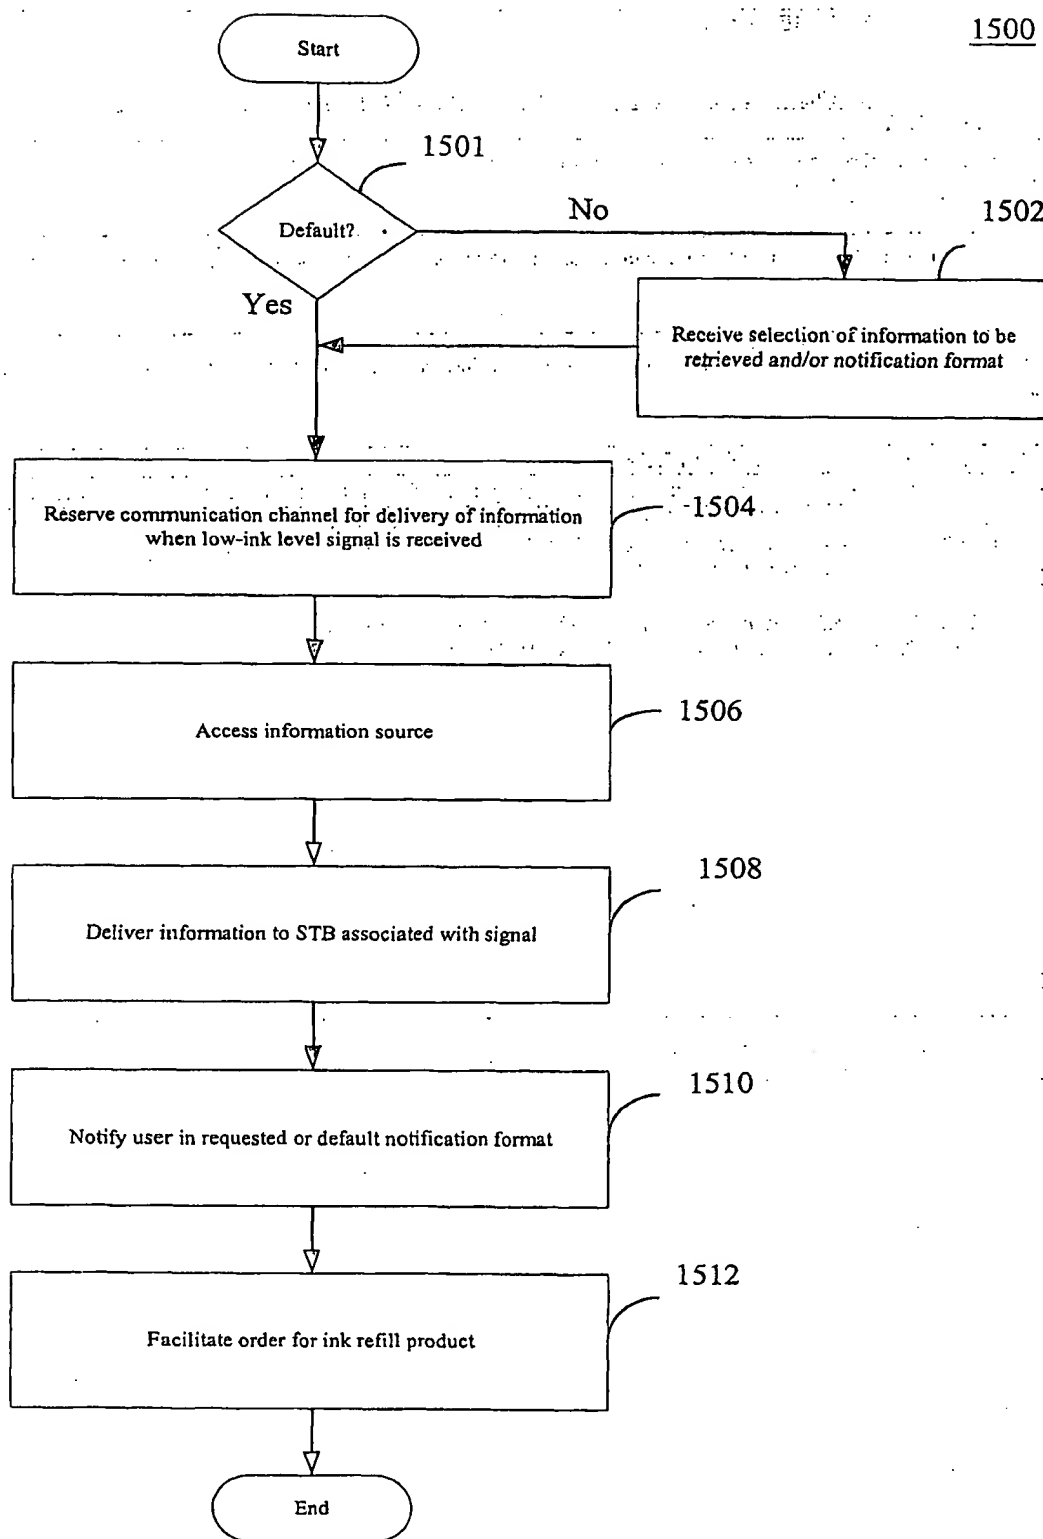 1500
Start
1501
Default?
No
1502
Yes
Receive selection of information to be
retrieved and/or notification format
Reserve communication channel for delivery of information
when low-ink level signal is received
1504
Access information source
1506
Deliver information to STB associated with signal
1508
Notify user in requested or default notification format
1510
Facilitate order for ink refill product
1512
End